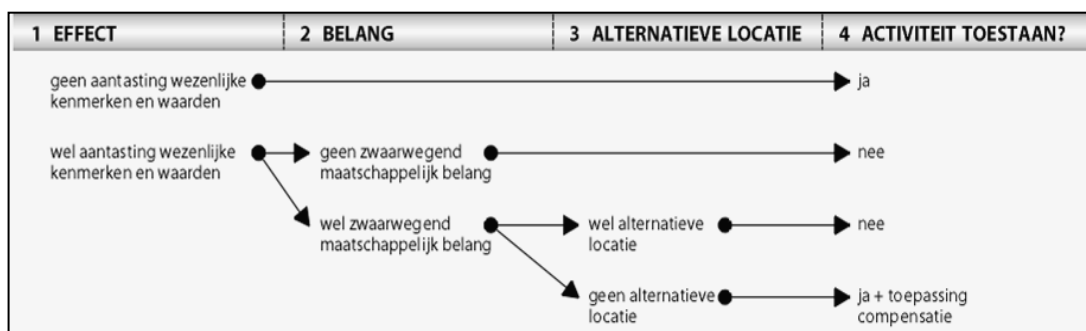 1 EFFECT
2 BELANG
3 ALTERNATIEVE LOCATIE
4 ACTIVITEIT TOESTAAN?
geen aantasting wezenlijke
kenmerken en waarden
ja
wel aantasting wezenlijke
kenmerken en waarden
geen zwaarwegend
maatschappelijk belang
nee
wel zwaarwegend
maatschappelijk belang
wel alternatieve
locatie
nee
geen alternatieve
locatie
ja + toepassing
compensatie